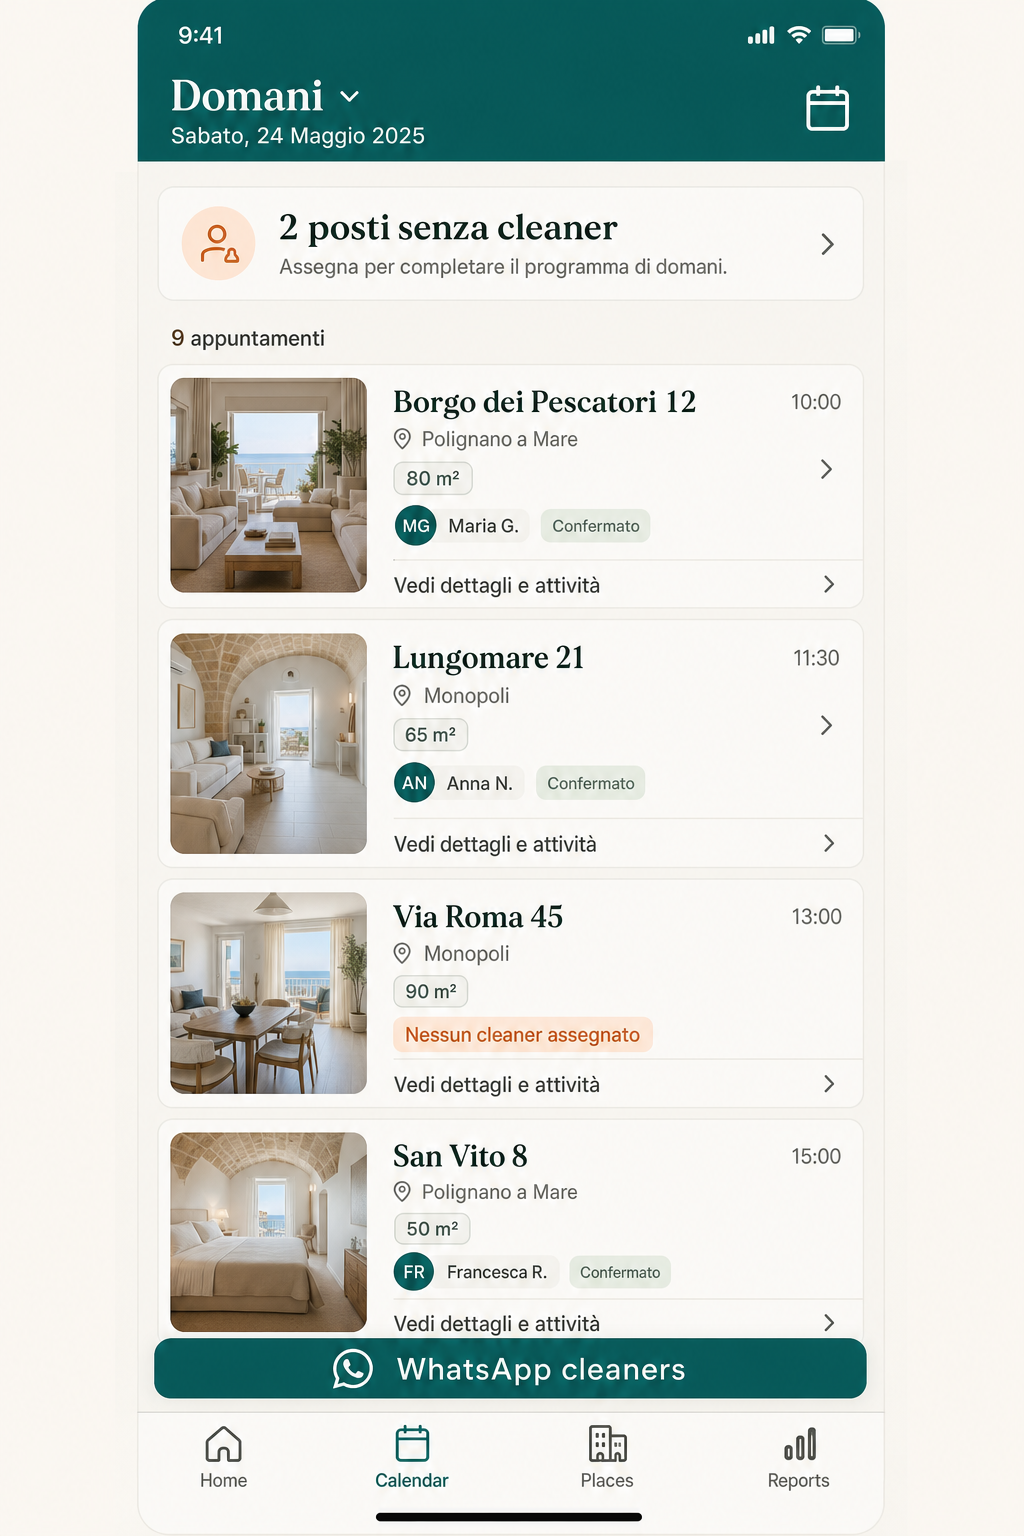 9:41
Domani
Sabato, 24 Maggio 2025
2 posti senza cleaner
Assegna per completare il programma di domani.
9 appuntamenti
Borgo dei Pescatori 12
10:00
Polignano a Mare
80 m²
MG Maria G. Confermato
Vedi dettagli e attività
Lungomare 21
11:30
Monopoli
65 m²
AN Anna N. Confermato
Vedi dettagli e attività
Via Roma 45
13:00
Monopoli
90 m²
Nessun cleaner assegnato
Vedi dettagli e attività
San Vito 8
15:00
Polignano a Mare
50 m²
FR Francesca R. Confermato
Vedi dettagli e attività
WhatsApp cleaners
Home Calendar Places Reports